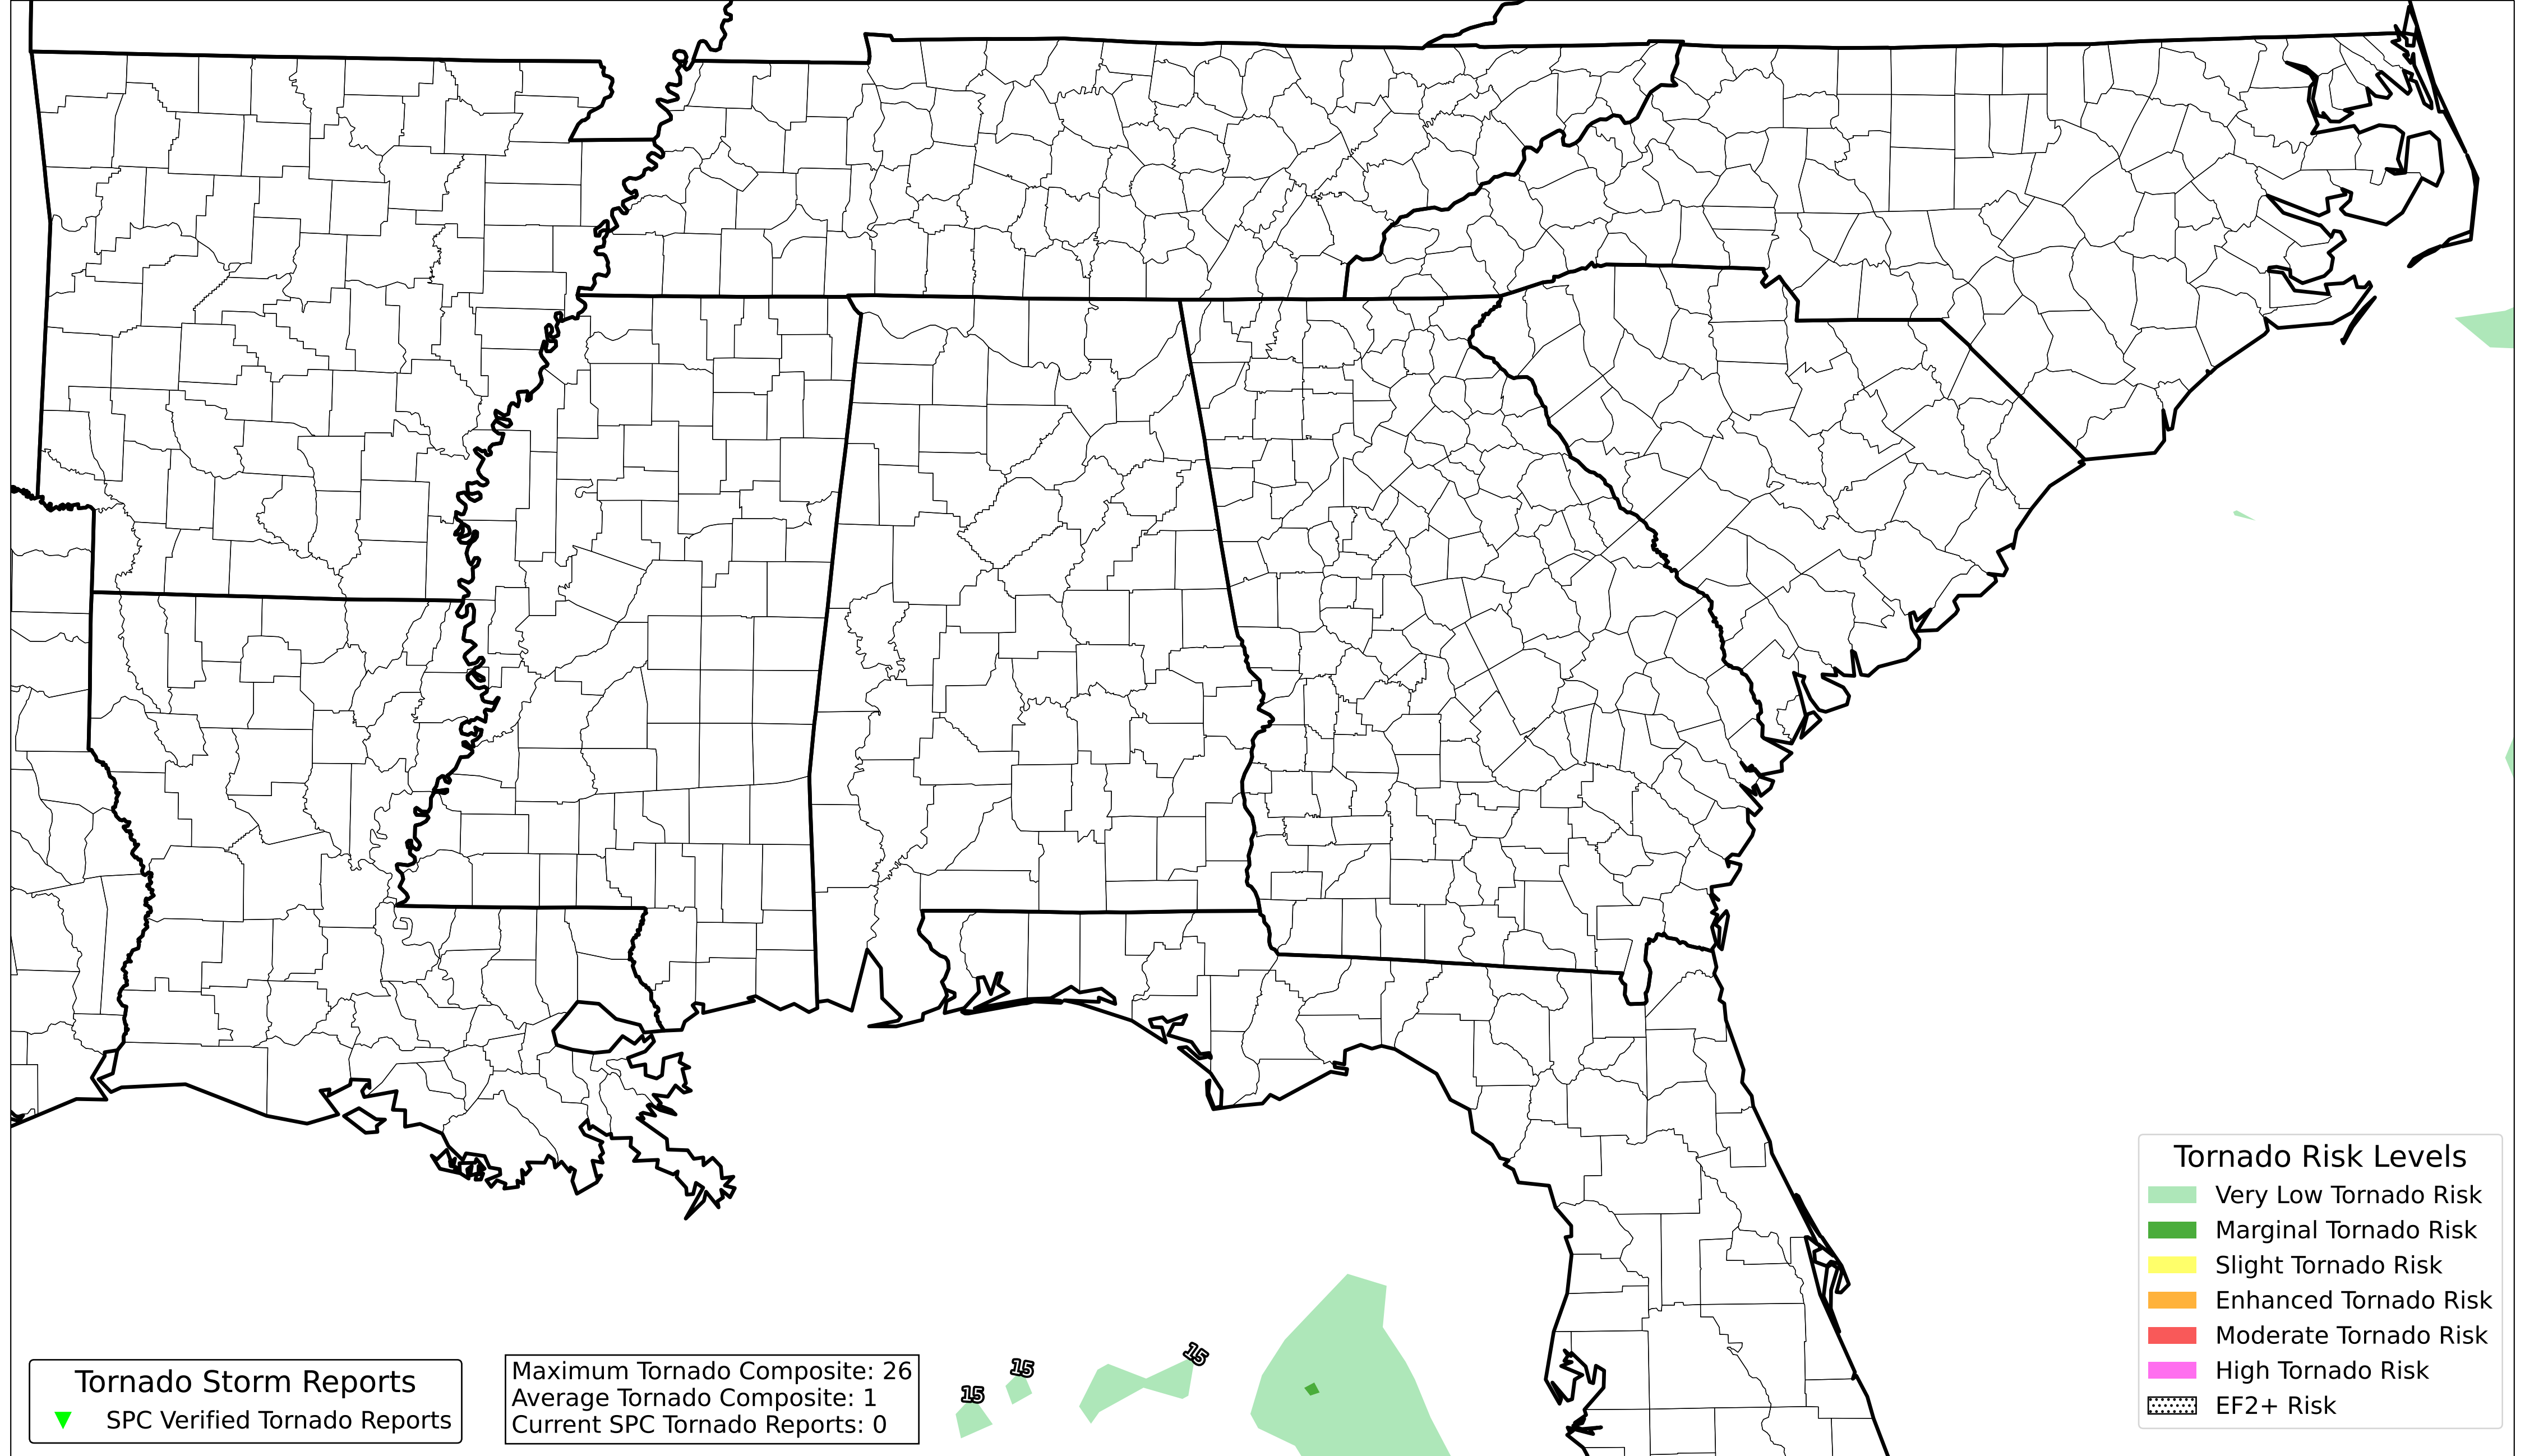 15
15
15
Tornado Storm Reports
SPC Verified Tornado Reports
Maximum Tornado Composite: 26
Average Tornado Composite: 1
Current SPC Tornado Reports: 0
Tornado Risk Levels
Very Low Tornado Risk
Marginal Tornado Risk
Slight Tornado Risk
Enhanced Tornado Risk
Moderate Tornado Risk
High Tornado Risk
EF2+ Risk